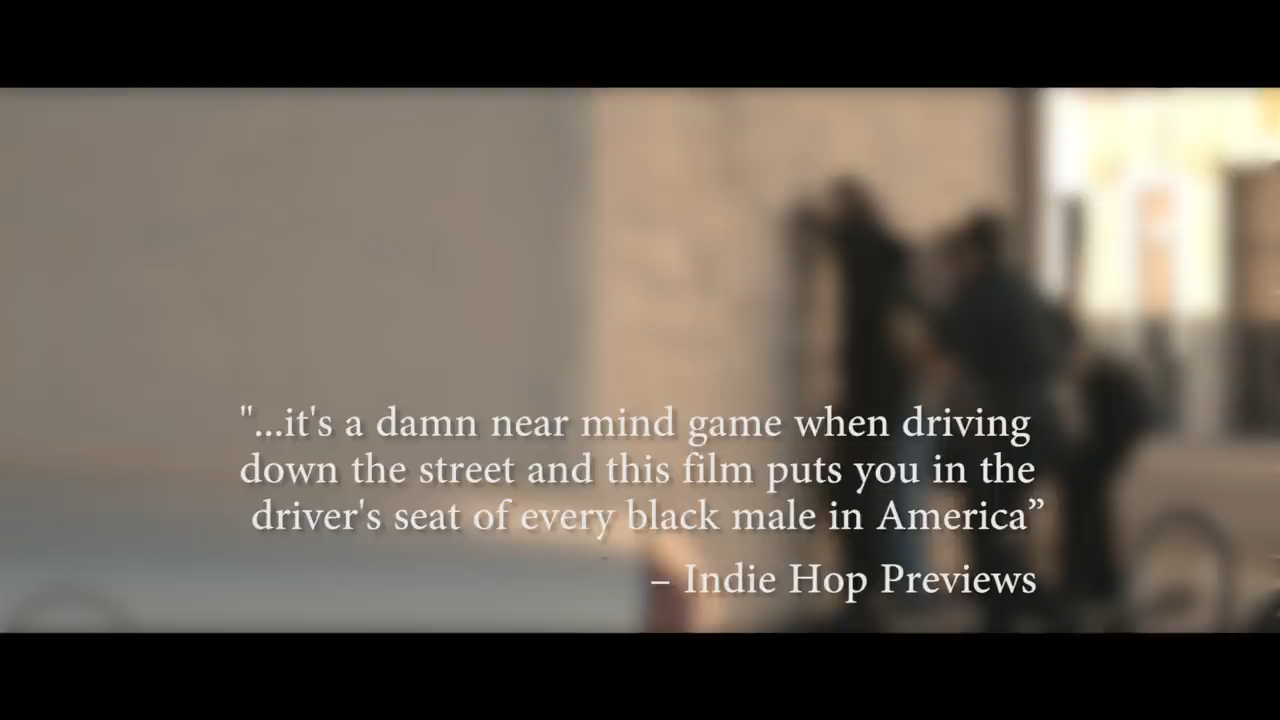 "...it's a damn near mind game when driving
down the street and this film puts you in the
driver's seat of every black male in America”
– Indie Hop Previews